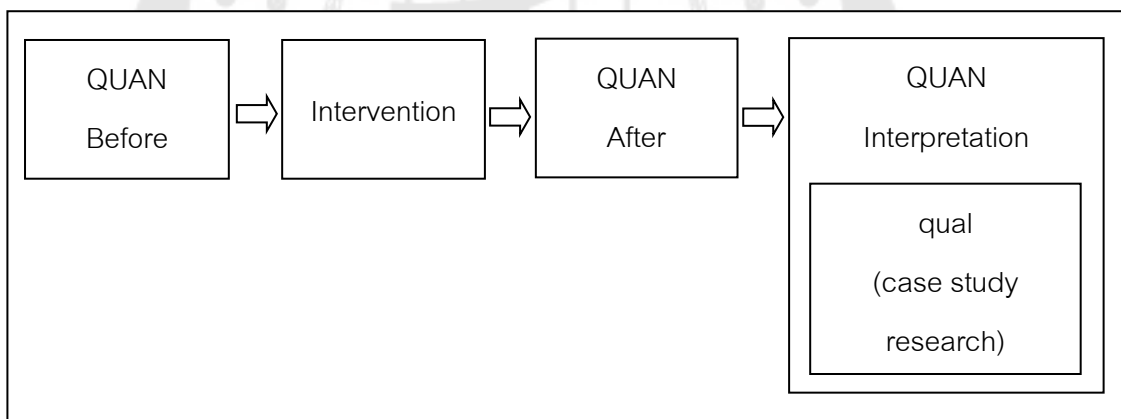 QUAN
Before
Intervention
QUAN
After
QUAN
Interpretation
qual
(case study
research)